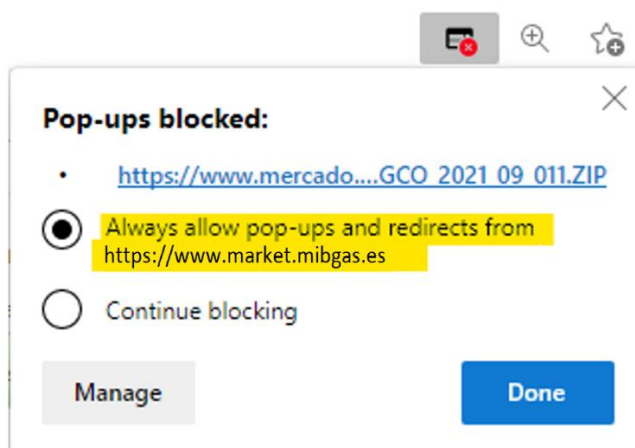 Pop-ups blocked:
• https://www.mercado....GCO_2021_09_011.ZIP
Always allow pop-ups and redirects from
https://www.market.mibgas.es
Continue blocking
Manage
Done